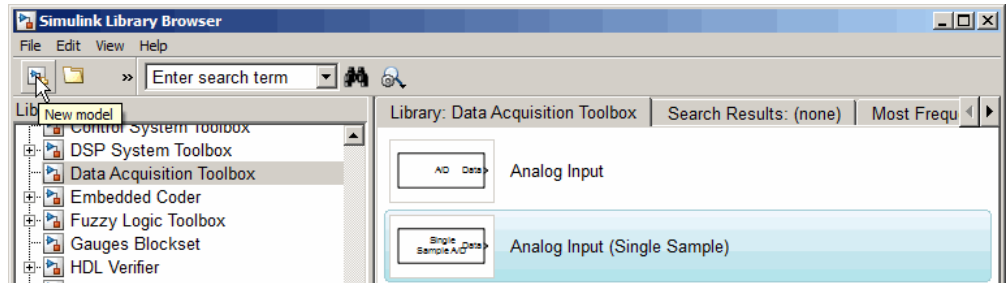 Simulink Library Browser
File Edit View Help
» Enter search term
New model
Library: Data Acquisition Toolbox Search Results: (none) Most Frequ
Control System Toolbox
DSP System Toolbox
Data Acquisition Toolbox
Embedded Coder
Fuzzy Logic Toolbox
Gauges Blockset
HDL Verifier
A/D Data
Analog Input
Single Sample A/D Data
Analog Input (Single Sample)